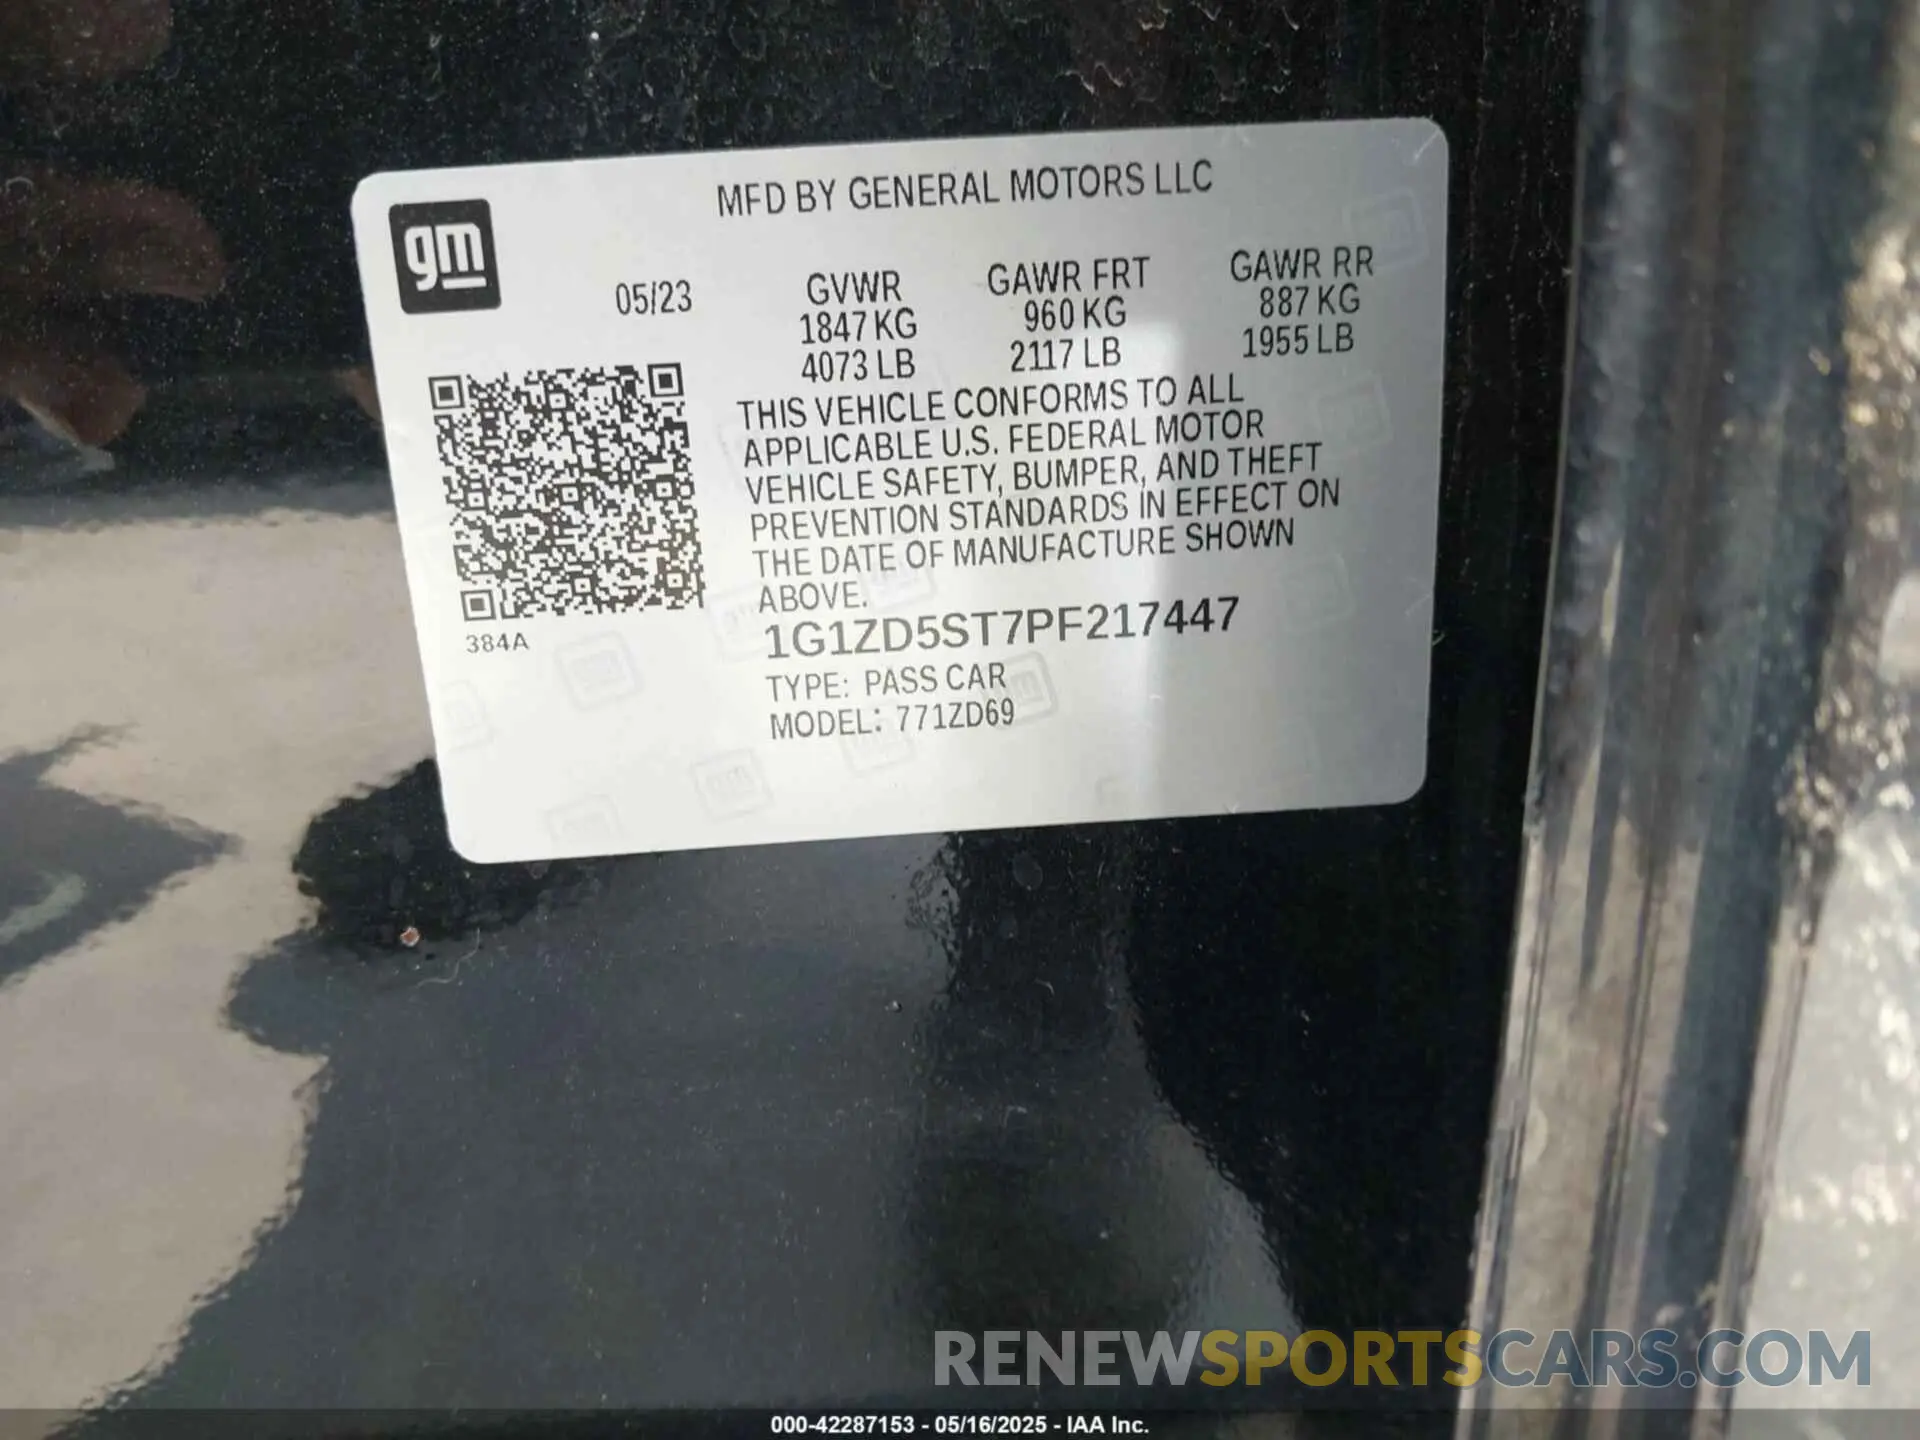 MFD BY GENERAL MOTORS LLC
gm
05/23
GVWR GAWR FRT GAWR RR
1847 KG 960 KG 887 KG
4073 LB 2117 LB 1955 LB
THIS VEHICLE CONFORMS TO ALL
APPLICABLE U.S. FEDERAL MOTOR
VEHICLE SAFETY, BUMPER, AND THEFT
PREVENTION STANDARDS IN EFFECT ON
THE DATE OF MANUFACTURE SHOWN
ABOVE.
384A
1G1ZD5ST7PF217447
TYPE: PASS CAR
MODEL: 771ZD69
RENEWSPORTSCARS.COM
000-42287153 - 05/16/2025 - IAA Inc.